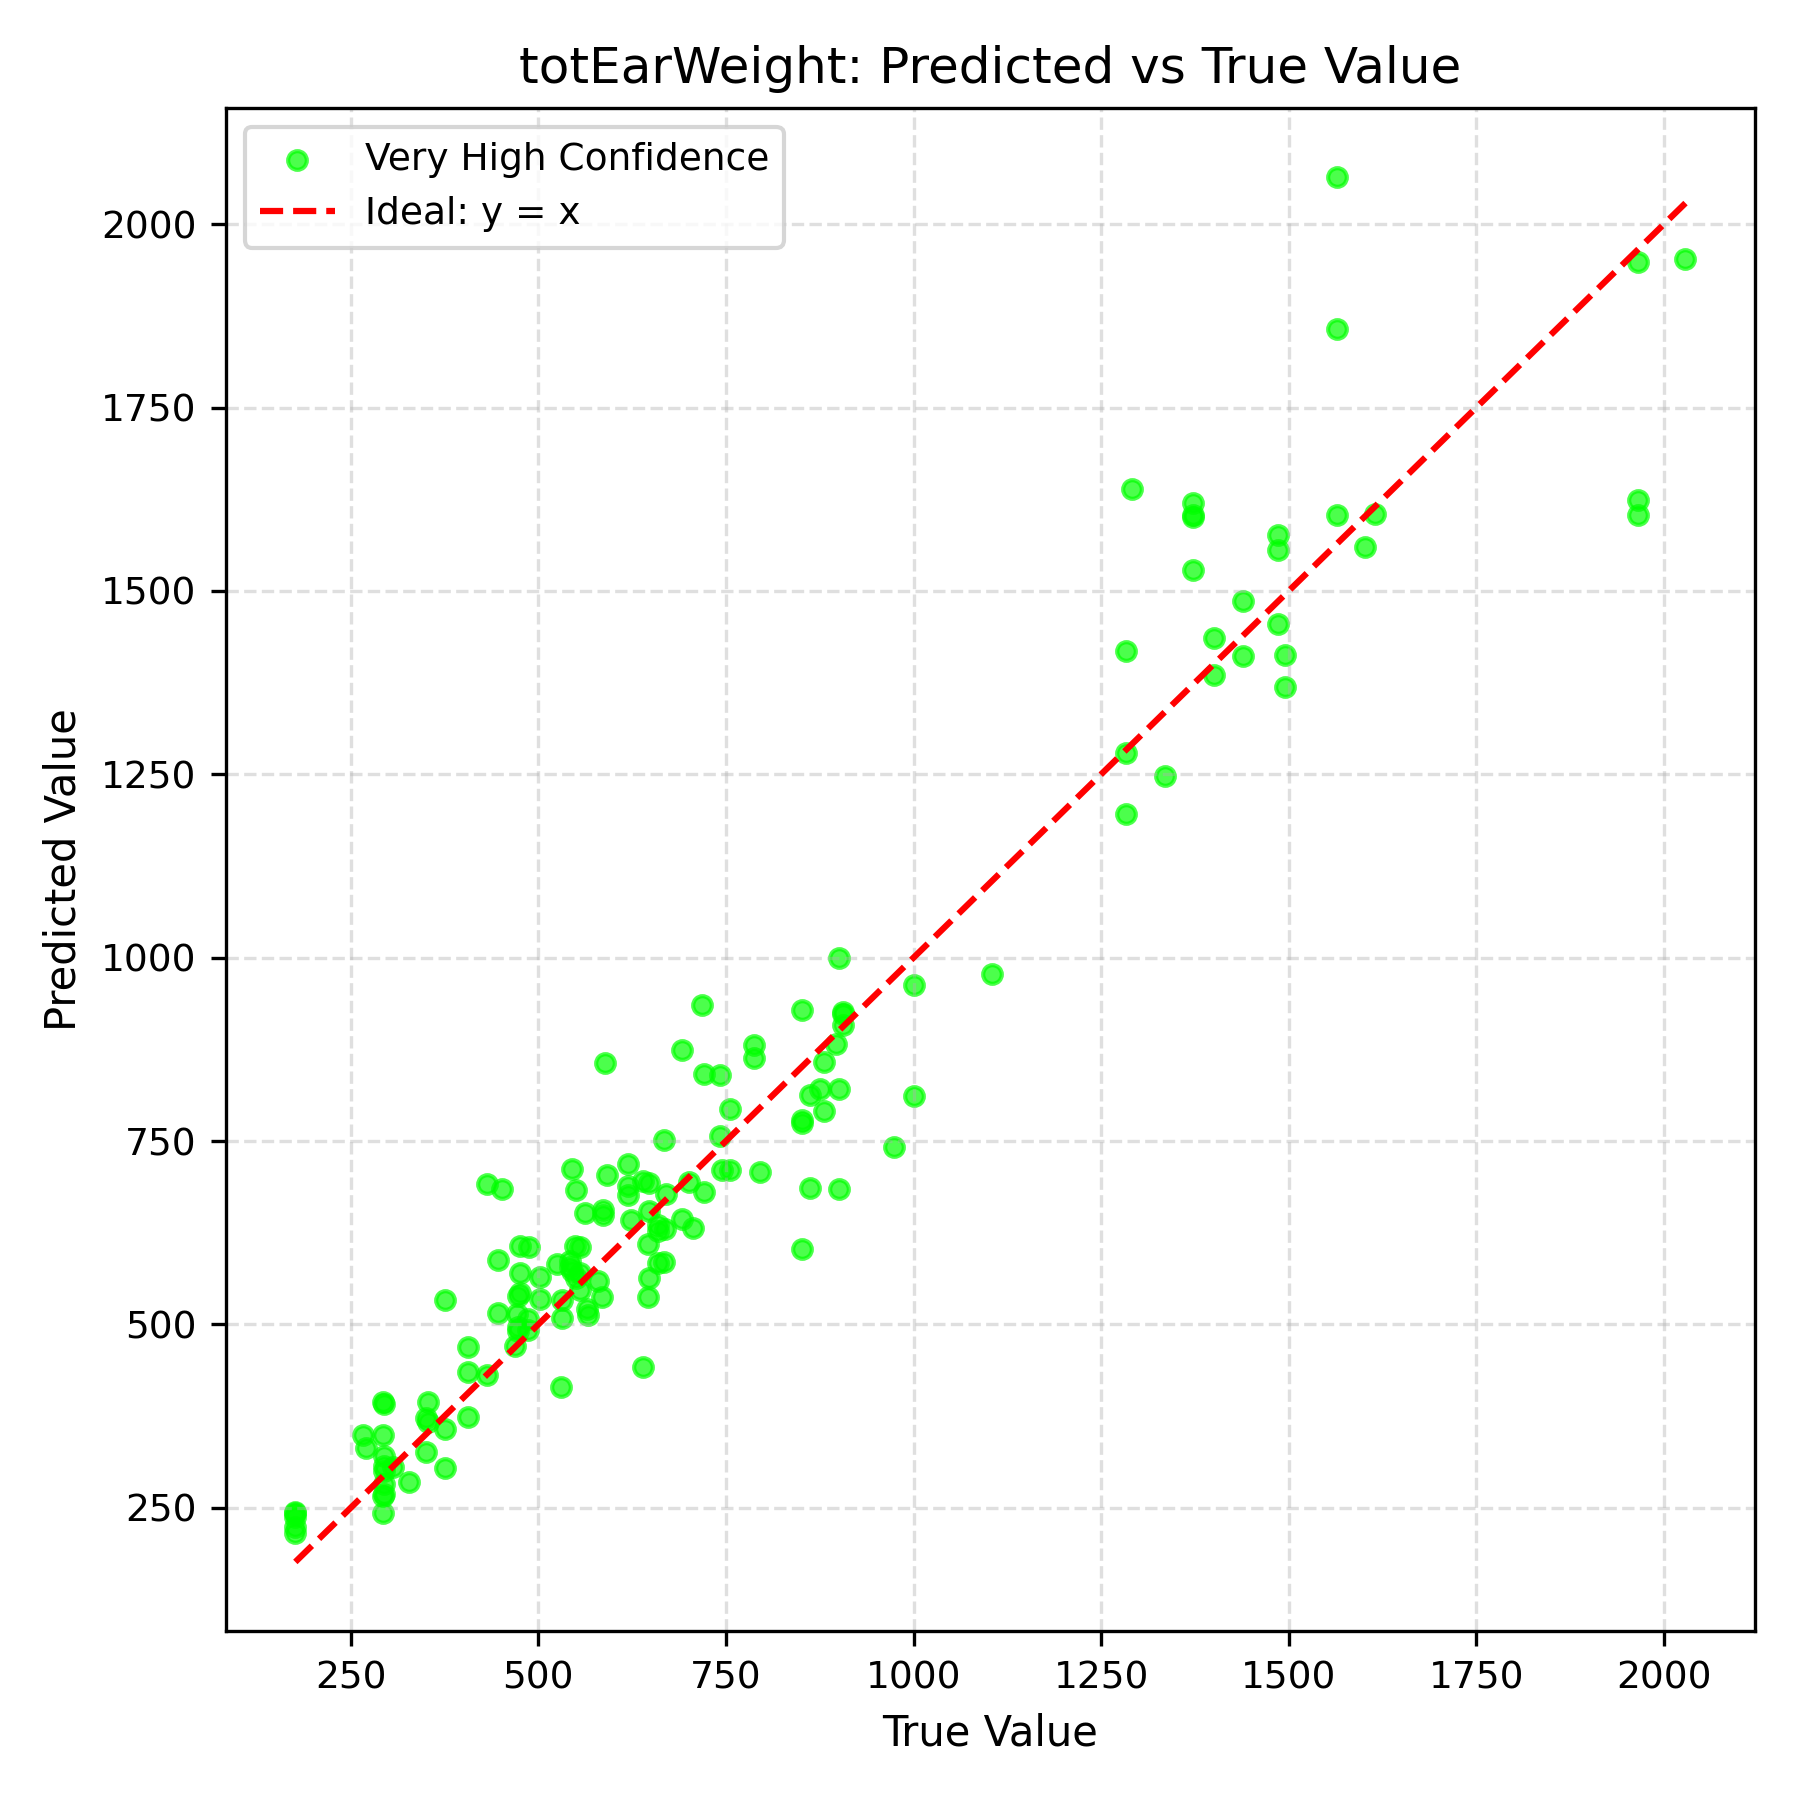 totEarWeight: Predicted vs True Value
Very High Confidence
Ideal: y = x
2000
1750
1500
1250
1000
750
500
250
Predicted Value
250 500 750 1000 1250 1500 1750 2000
True Value